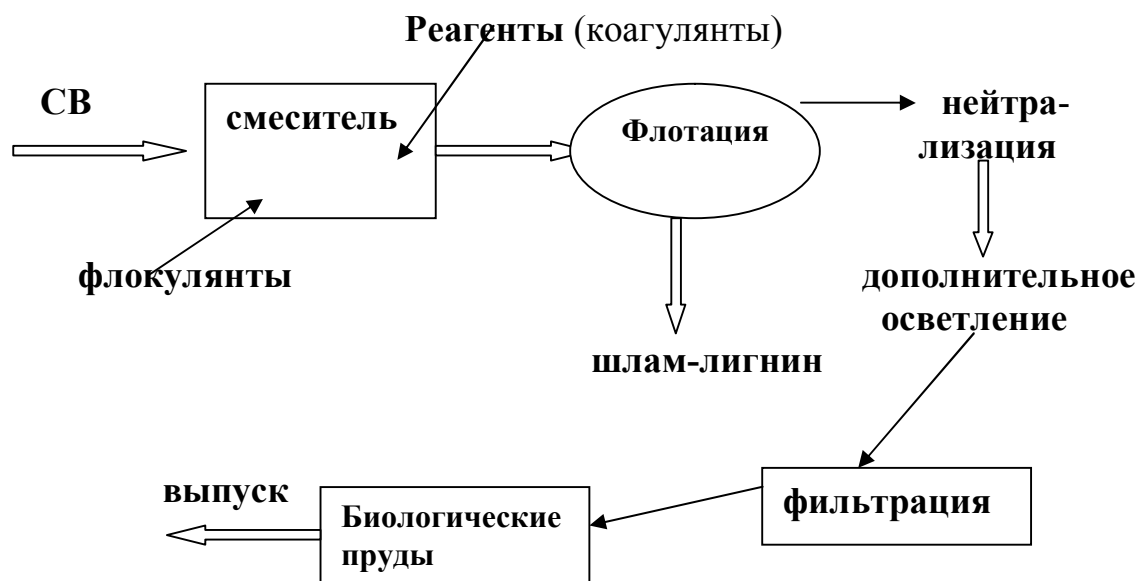 Реагенты (коагулянты)
СВ
смеситель
Флотация
нейтра-
лизация
флокулянты
дополнительное
осветление
шлам-лигнин
выпуск
фильтрация
Биологические
пруды